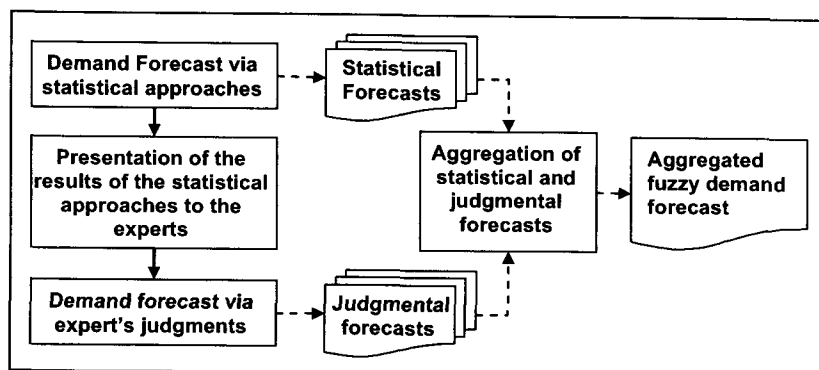 Demand Forecast via
statistical approaches
Statistical
Forecasts
Presentation of the
results of the statistical
approaches to the
experts
Aggregation of
statistical and
judgmental
forecasts
Aggregated
fuzzy demand
forecast
Demand forecast via
expert's judgments
Judgmental
forecasts